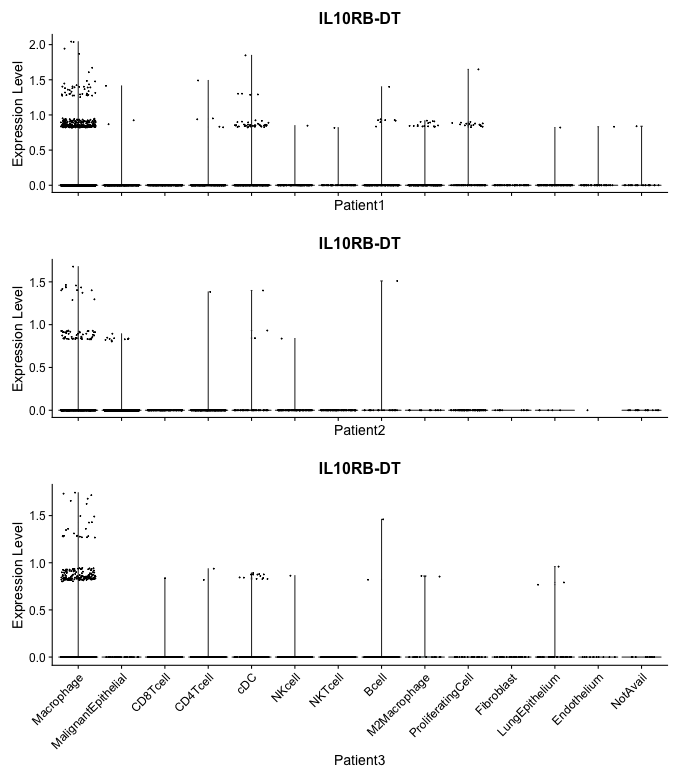 IL10RB-DT
Expression Level
2.0
1.5
1.0
0.5
0.0
Patient1
IL10RB-DT
Expression Level
1.5
1.0
0.5
0.0
Patient2
IL10RB-DT
Expression Level
1.5
1.0
0.5
0.0
Macrophage
MalignantEpithelial
CD8Tcell
CD4Tcell
cDC
NKcell
NKTcell
Bcell
M2Macrophage
ProliferatingCell
Fibroblast
LungEpithelium
Endothelium
NotAvail
Patient3